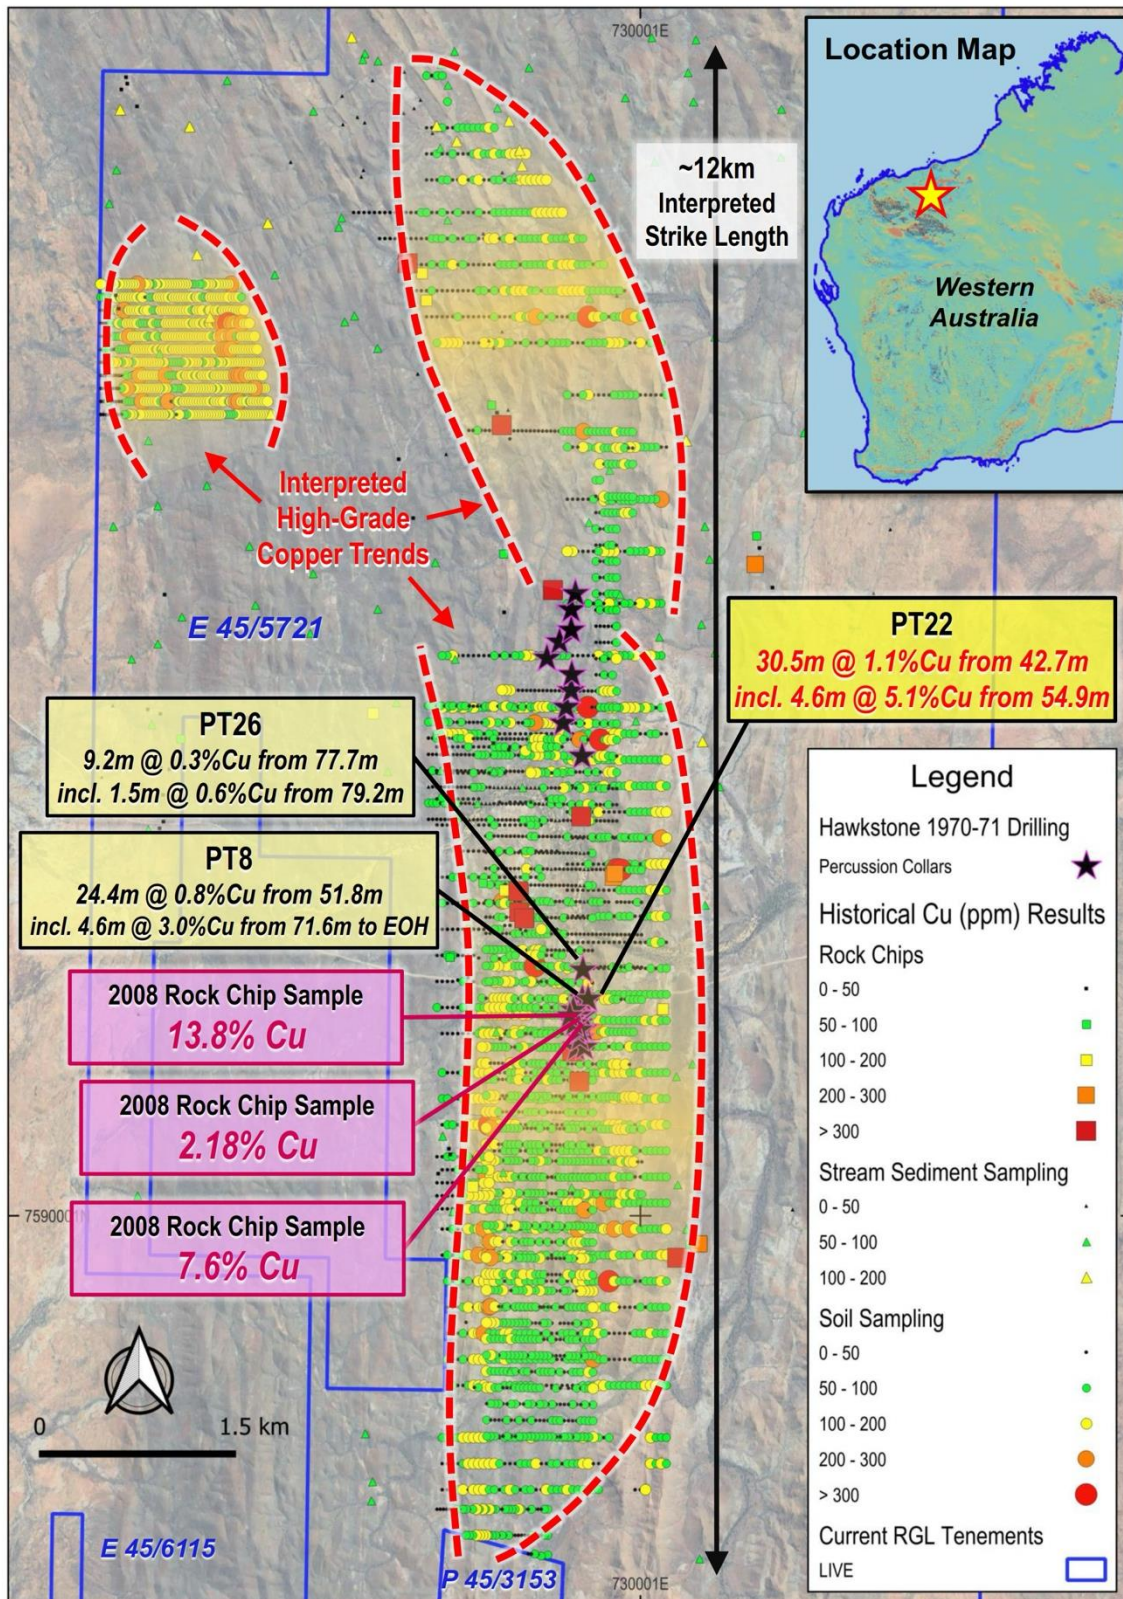 730001E
Location Map
Western
Australia
~12km
Interpreted
Strike Length
Interpreted
High-Grade
Copper Trends
E 45/5721
PT22
30.5m @ 1.1%Cu from 42.7m
incl. 4.6m @ 5.1%Cu from 54.9m
PT26
9.2m @ 0.3%Cu from 77.7m
incl. 1.5m @ 0.6%Cu from 79.2m
PT8
24.4m @ 0.8%Cu from 51.8m
incl. 4.6m @ 3.0%Cu from 71.6m to EOH
2008 Rock Chip Sample
13.8% Cu
2008 Rock Chip Sample
2.18% Cu
7590001N
2008 Rock Chip Sample
7.6% Cu
0
1.5 km
E 45/6115
P 45/3153
730001E
Legend
Hawkstone 1970-71 Drilling
Percussion Collars
Historical Cu (ppm) Results
Rock Chips
0 - 50
50 - 100
100 - 200
200 - 300
> 300
Stream Sediment Sampling
0 - 50
50 - 100
100 - 200
Soil Sampling
0 - 50
50 - 100
100 - 200
200 - 300
> 300
Current RGL Tenements
LIVE